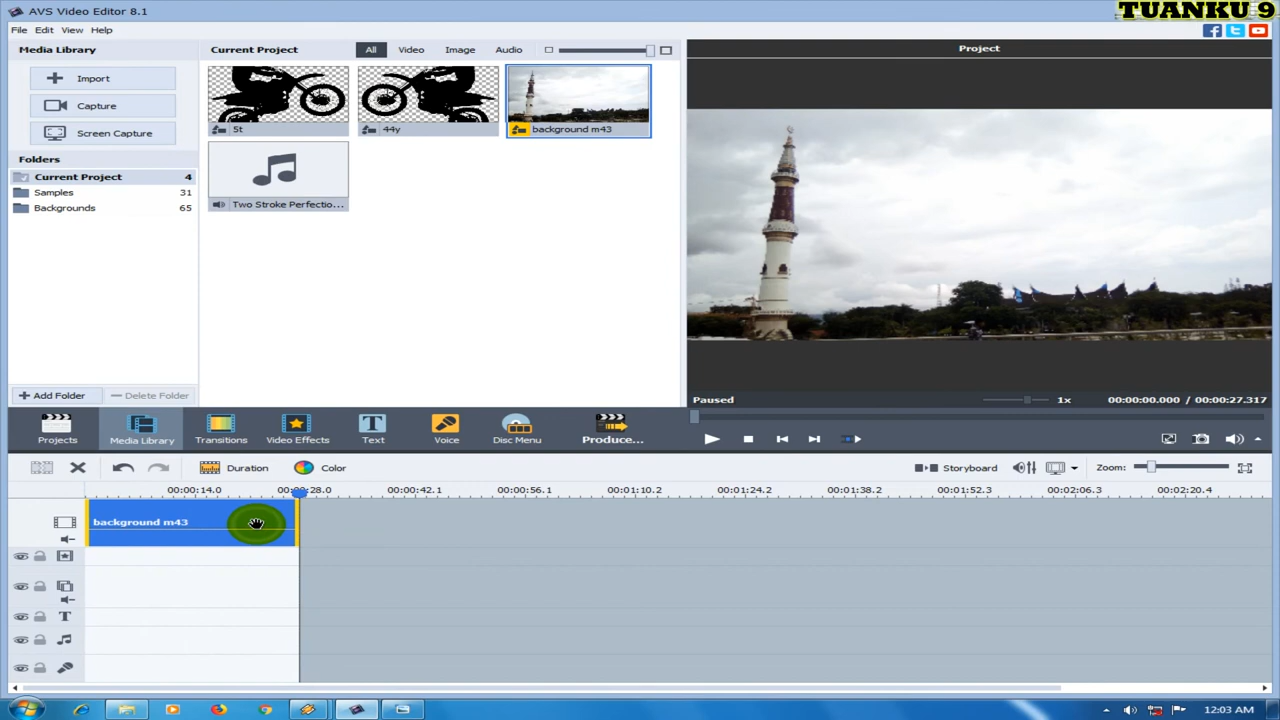 AVS Video Editor 8.1
TUANKU 9
File Edit View Help
Media Library
Current Project
All Video Image Audio
Project
Import
Capture
Screen Capture
5t
44y
background m43
Folders
Current Project 4
Samples 31
Backgrounds 65
Two Stroke Perfectio...
Add Folder
Delete Folder
Paused
1x
00:00:00.000 / 00:00:27.317
Projects
Media Library
Transitions
Video Effects
Text
Voice
Disc Menu
Produce...
Duration
Color
Storyboard
Zoom:
00:00:14.0 00:00:28.0 00:00:42.1 00:00:56.1 00:01:10.2 00:01:24.2 00:01:38.2 00:01:52.3 00:02:06.3 00:02:20.4
background m43
T
12:03 AM